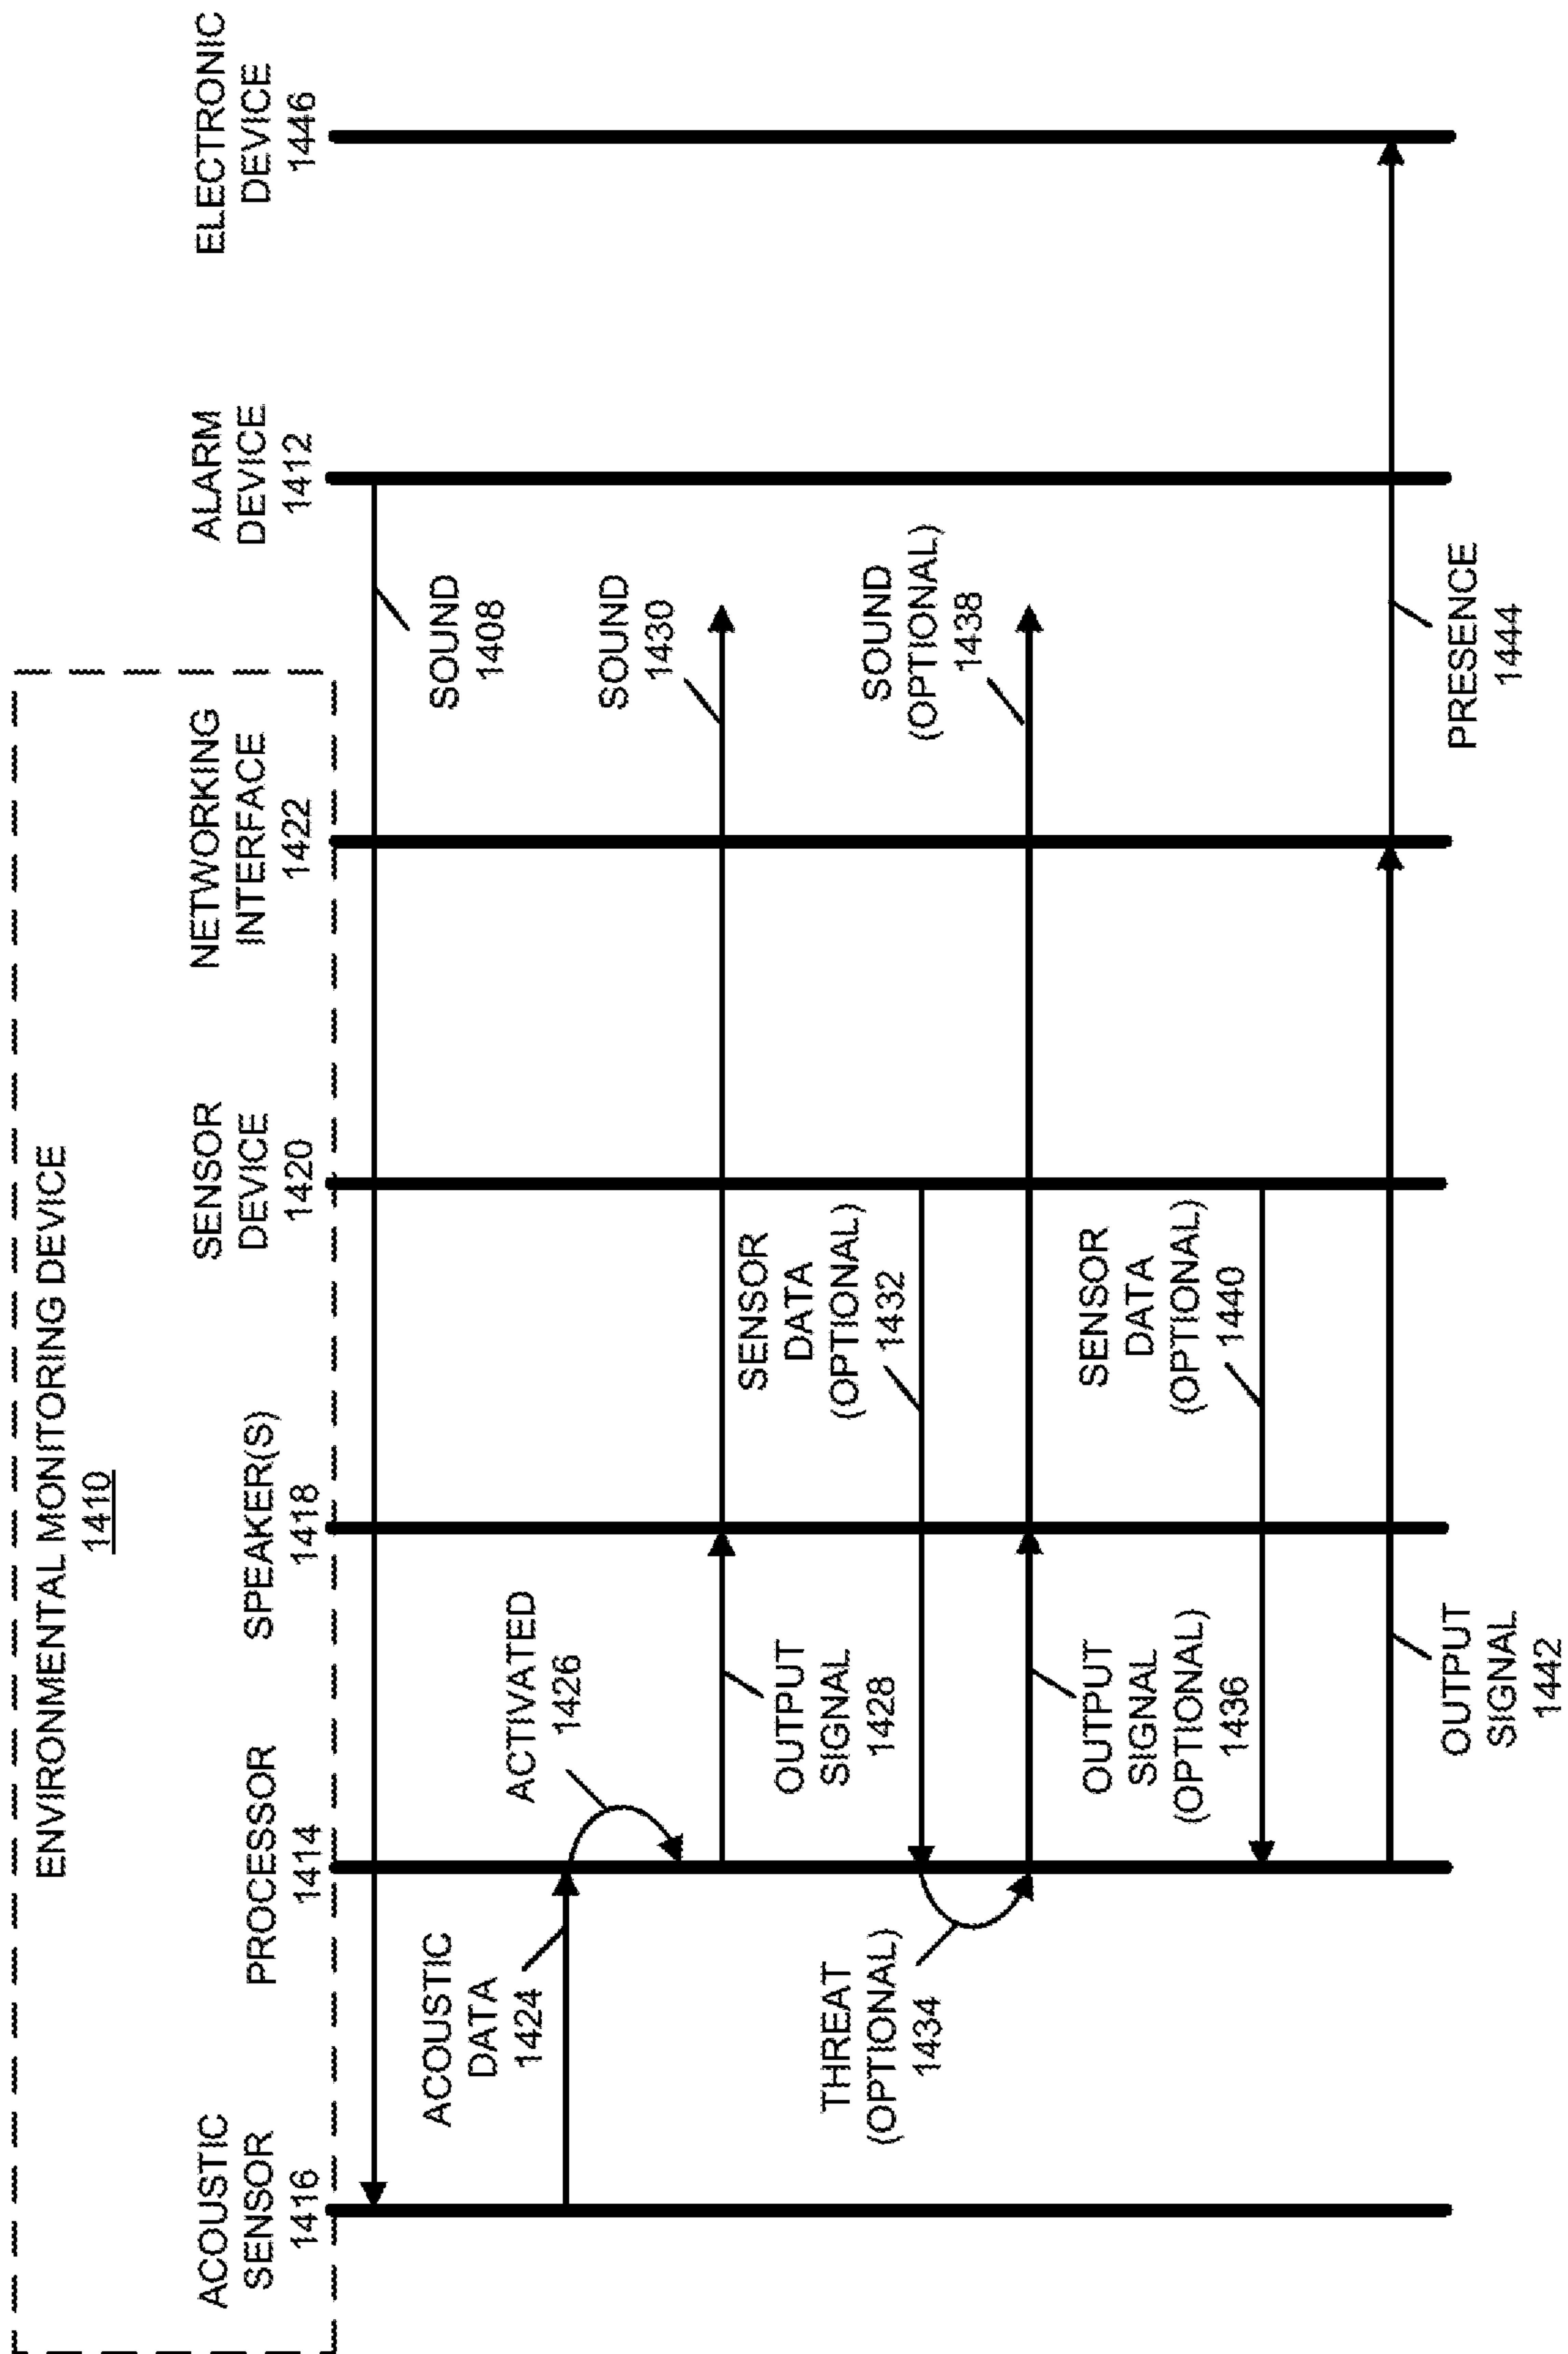 ENVIRONMENTAL MONITORING DEVICE
1410
ACOUSTIC
SENSOR
1416
PROCESSOR
1414
SPEAKER(S)
1418
SENSOR
DEVICE
1420
NETWORKING
INTERFACE
1422
ALARM
DEVICE
1412
ELECTRONIC
DEVICE
1446
SOUND
1408
ACOUSTIC
DATA
1424
ACTIVATED
1426
SOUND
1430
OUTPUT
SIGNAL
1428
SENSOR
DATA
(OPTIONAL)
1432
THREAT
(OPTIONAL)
1434
SOUND
(OPTIONAL)
1438
OUTPUT
SIGNAL
(OPTIONAL)
1436
SENSOR
DATA
(OPTIONAL)
1440
OUTPUT
SIGNAL
1442
PRESENCE
1444